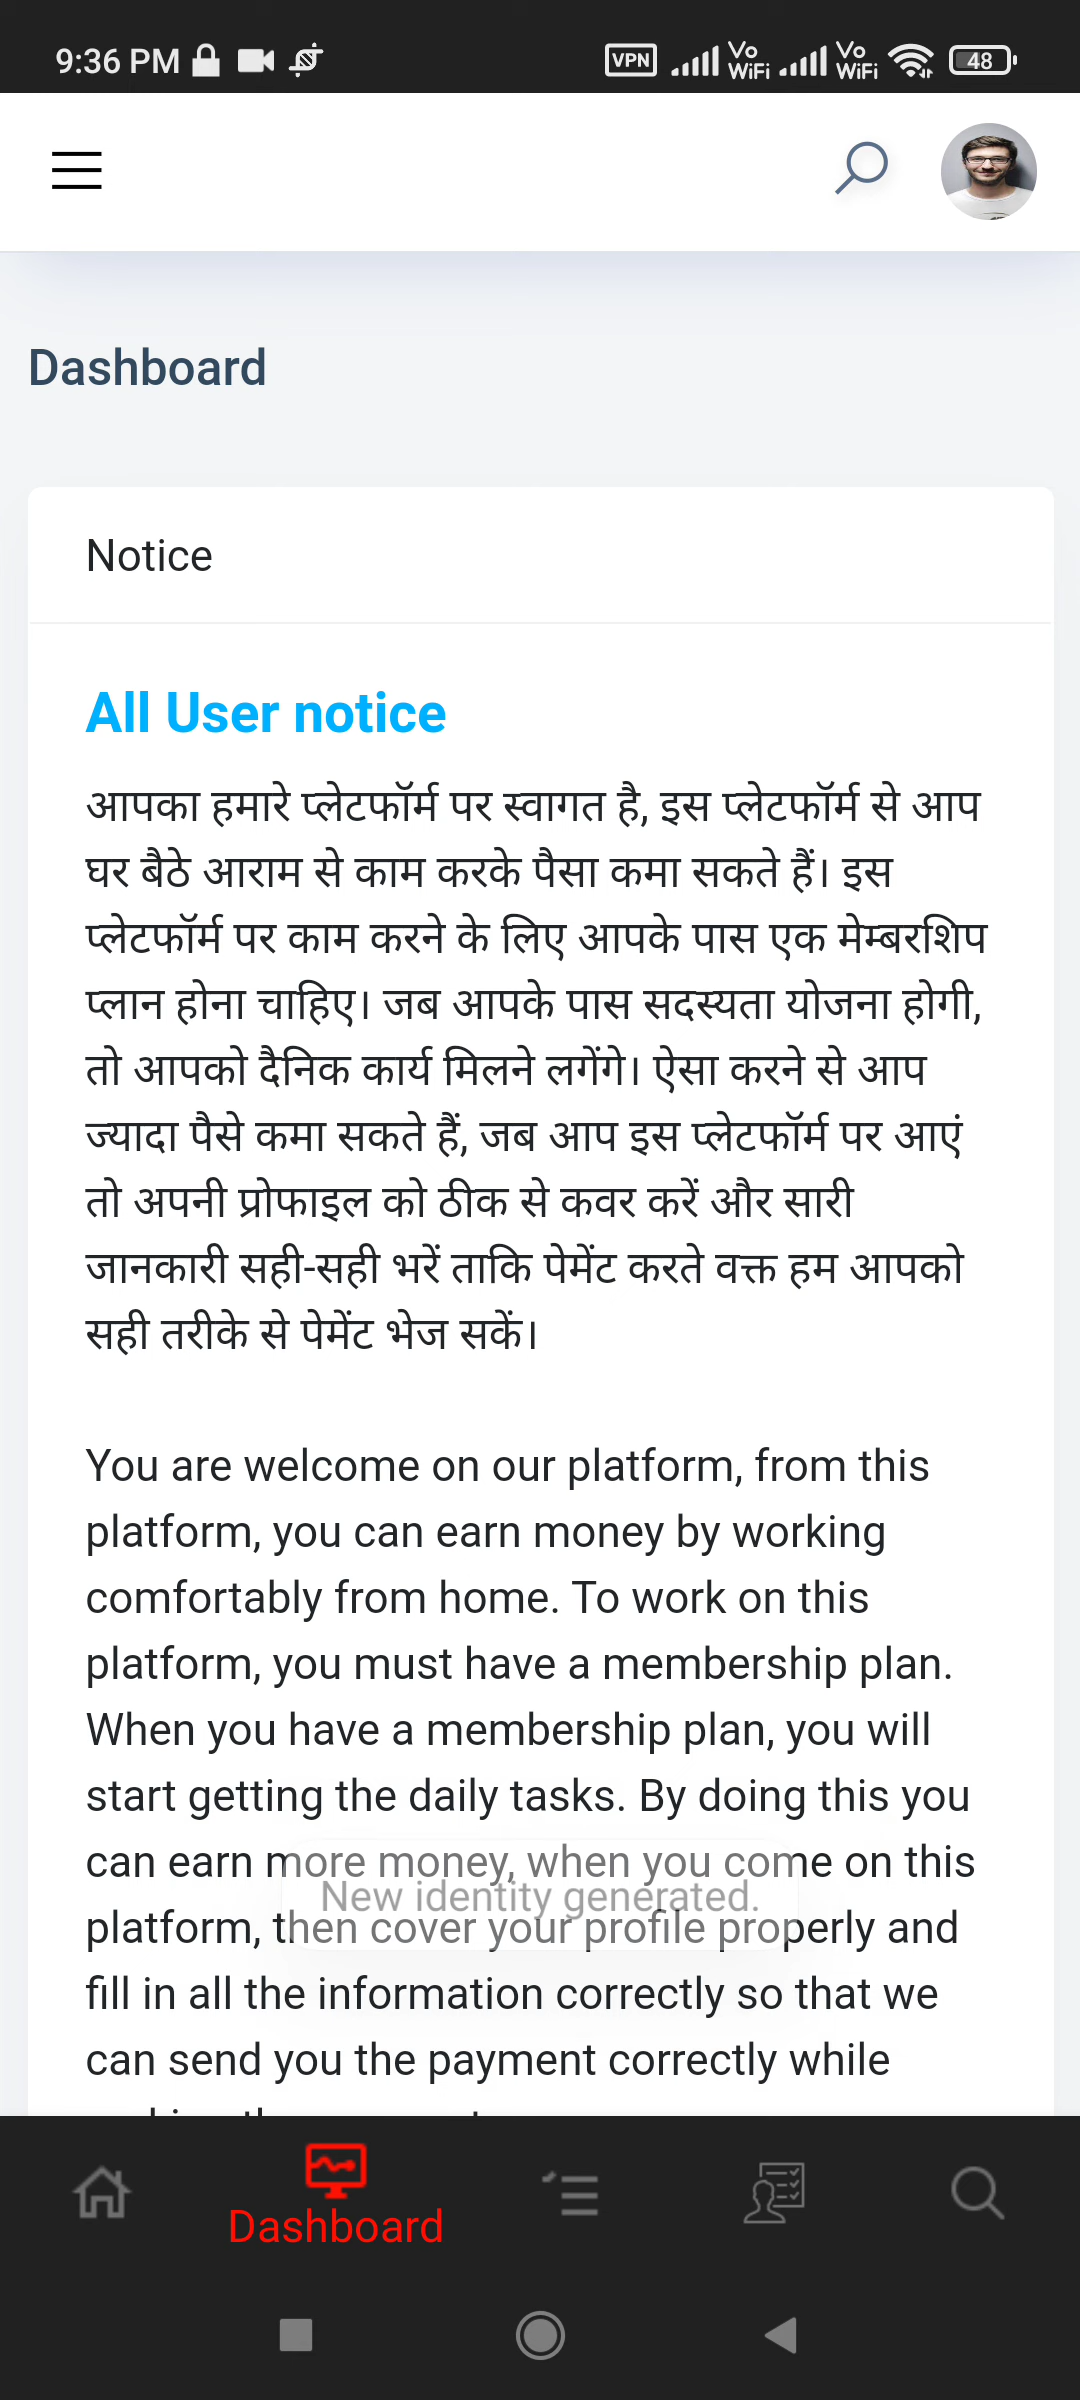 9:36 PM
VPN
Vo WiFi
Vo WiFi
48
Dashboard
Notice
All User notice
आपका हमारे प्लेटफॉर्म पर स्वागत है, इस प्लेटफॉर्म से आप
घर बैठे आराम से काम करके पैसा कमा सकते हैं। इस
प्लेटफॉर्म पर काम करने के लिए आपके पास एक मेम्बरशिप
प्लान होना चाहिए। जब आपके पास सदस्यता योजना होगी,
तो आपको दैनिक कार्य मिलने लगेंगे। ऐसा करने से आप
ज्यादा पैसे कमा सकते हैं, जब आप इस प्लेटफॉर्म पर आएं
तो अपनी प्रोफाइल को ठीक से कवर करें और सारी
जानकारी सही-सही भरें ताकि पेमेंट करते वक्त हम आपको
सही तरीके से पेमेंट भेज सकें।
You are welcome on our platform, from this
platform, you can earn money by working
comfortably from home. To work on this
platform, you must have a membership plan.
When you have a membership plan, you will
start getting the daily tasks. By doing this you
can earn more money, when you come on this
New identity generated.
platform, then cover your profile properly and
fill in all the information correctly so that we
can send you the payment correctly while
Dashboard